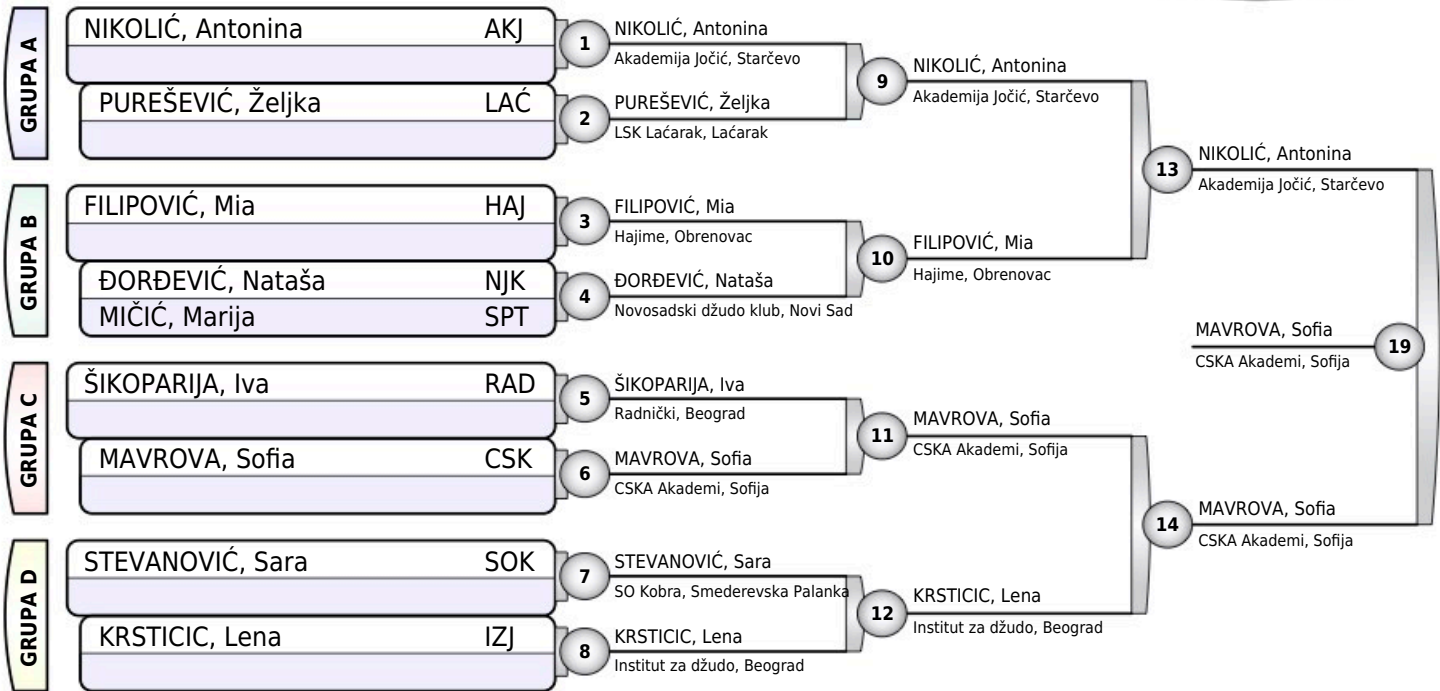 GRUPA A
NIKOLIĆ, Antonina AKJ
PUREŠEVIĆ, Željka LAĆ
GRUPA B
FILIPOVIĆ, Mia HAJ
ĐORĐEVIĆ, Nataša NJK
MIČIĆ, Marija SPT
GRUPA C
ŠIKOPARIJA, Iva RAD
MAVROVA, Sofia CSK
GRUPA D
STEVANOVIĆ, Sara SOK
KRSTICIC, Lena IZJ
1
NIKOLIĆ, Antonina
Akademija Jočić, Starčevo
2
PUREŠEVIĆ, Željka
LSK Laćarak, Laćarak
3
FILIPOVIĆ, Mia
Hajime, Obrenovac
4
ĐORĐEVIĆ, Nataša
Novosadski džudo klub, Novi Sad
5
ŠIKOPARIJA, Iva
Radnički, Beograd
6
MAVROVA, Sofia
CSKA Akademi, Sofija
7
STEVANOVIĆ, Sara
SO Kobra, Smederevska Palanka
8
KRSTICIC, Lena
Institut za džudo, Beograd
9
NIKOLIĆ, Antonina
Akademija Jočić, Starčevo
10
FILIPOVIĆ, Mia
Hajime, Obrenovac
11
MAVROVA, Sofia
CSKA Akademi, Sofija
12
KRSTICIC, Lena
Institut za džudo, Beograd
13
NIKOLIĆ, Antonina
Akademija Jočić, Starčevo
14
MAVROVA, Sofia
CSKA Akademi, Sofija
MAVROVA, Sofia
CSKA Akademi, Sofija
19